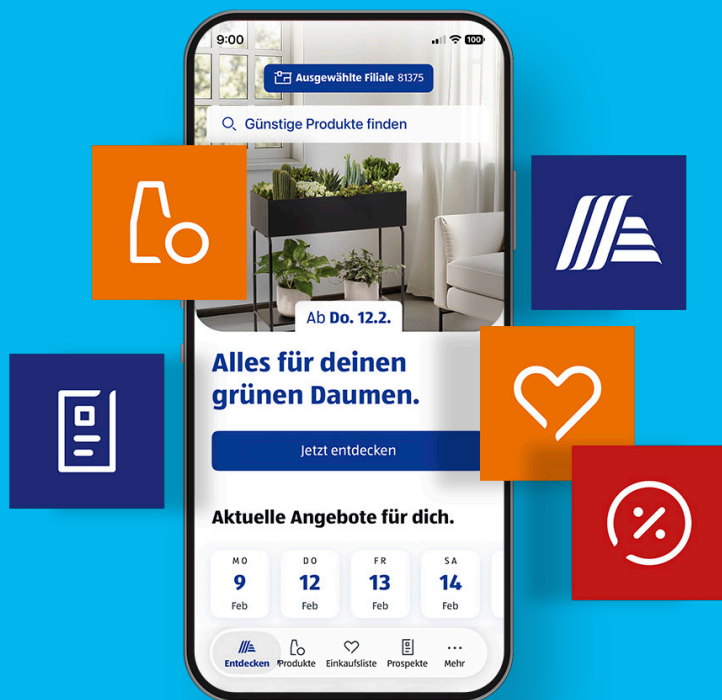 9:00
100
Ausgewählte Filiale 81375
Günstige Produkte finden
Ab Do. 12.2.
Alles für deinen
grünen Daumen.
Jetzt entdecken
Aktuelle Angebote für dich.
MO DO FR SA
9 12 13 14
Feb Feb Feb Feb
Entdecken Produkte Einkaufsliste Prospekte Mehr